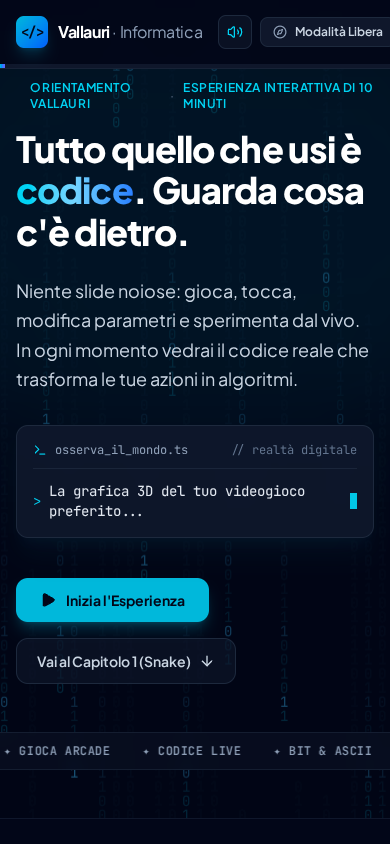 </> Vallauri · Informatica Modalità Libera
ORIENTAMENTO VALLAURI · ESPERIENZA INTERATTIVA DI 10 MINUTI
Tutto quello che usi è
codice. Guarda cosa
c'è dietro.
Niente slide noiose: gioca, tocca,
modifica parametri e sperimenta dal vivo.
In ogni momento vedrai il codice reale che
trasforma le tue azioni in algoritmi.
>_ osserva_il_mondo.ts // realtà digitale
> La grafica 3D del tuo videogioco
preferito...
Inizia l'Esperienza
Vai al Capitolo 1 (Snake) ↓
✦ GIOCA ARCADE ✦ CODICE LIVE ✦ BIT & ASCII